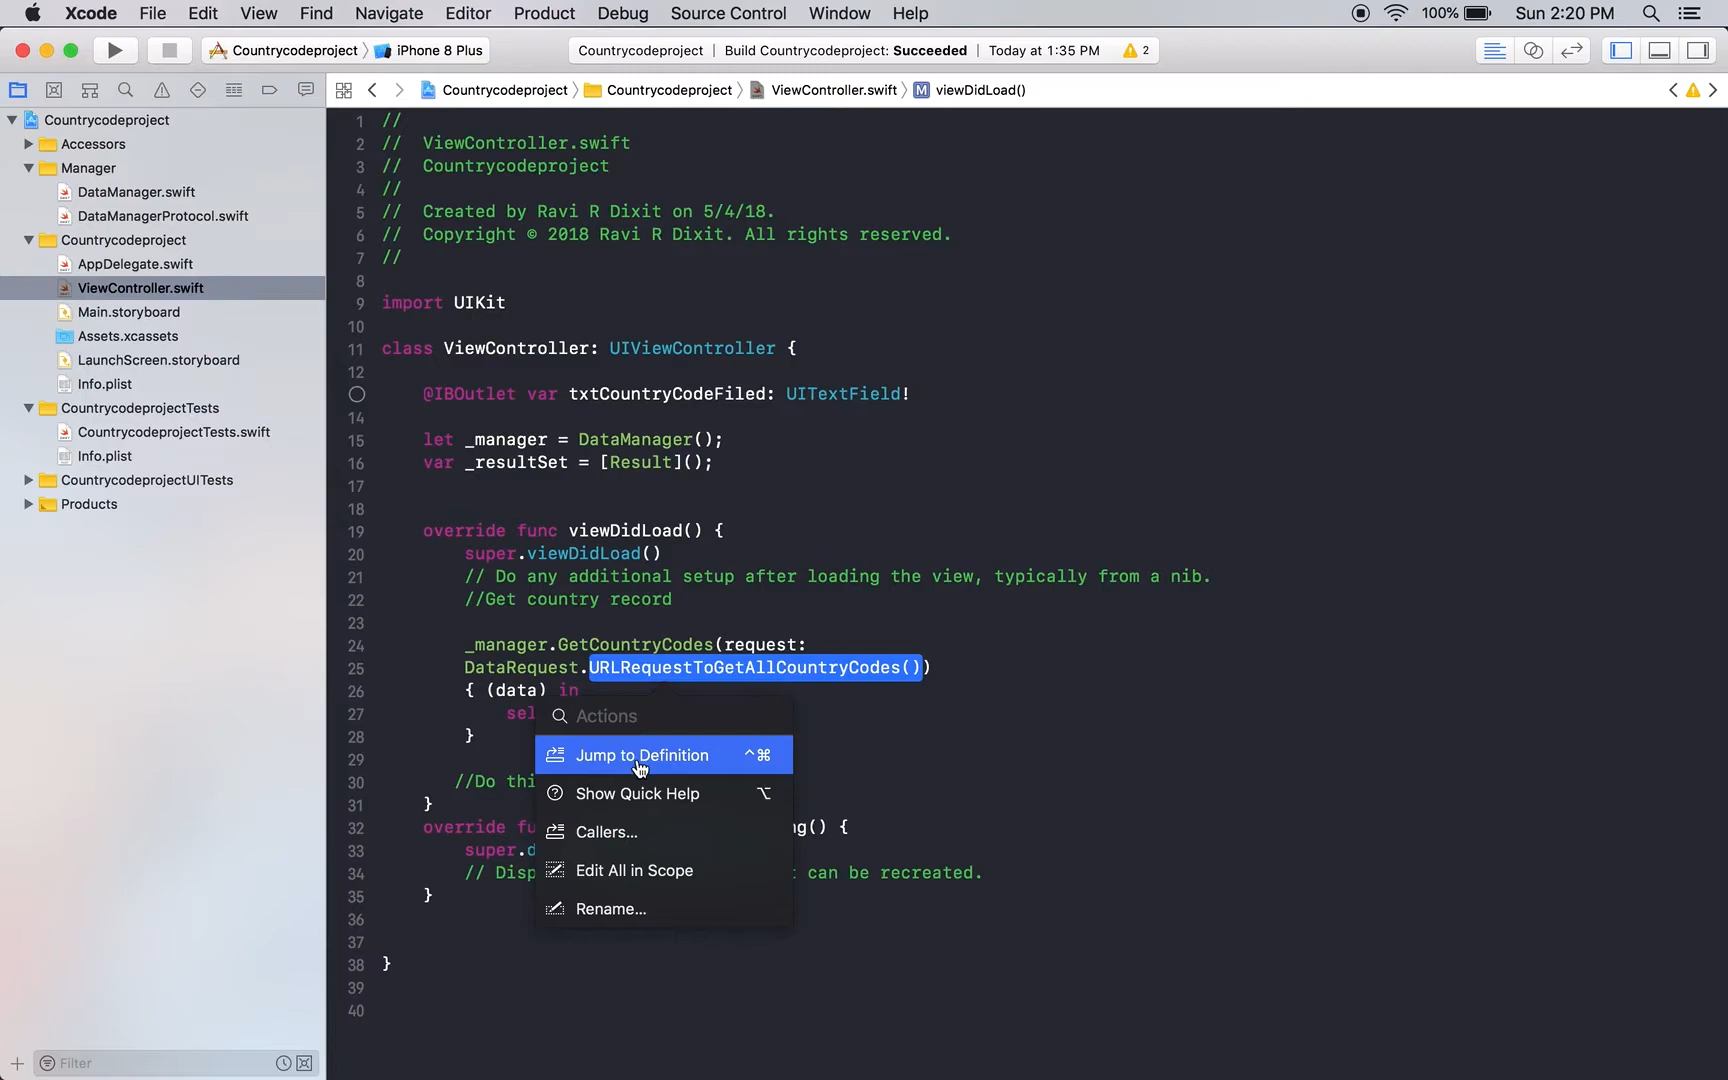 Xcode File Edit View Find Navigate Editor Product Debug Source Control Window Help 100% Sun 2:20 PM
Countrycodeproject iPhone 8 Plus Countrycodeproject | Build Countrycodeproject: Succeeded | Today at 1:35 PM 2
Countrycodeproject Countrycodeproject ViewController.swift M viewDidLoad()
Countrycodeproject
Accessors
Manager
DataManager.swift
DataManagerProtocol.swift
Countrycodeproject
AppDelegate.swift
ViewController.swift
Main.storyboard
Assets.xcassets
LaunchScreen.storyboard
Info.plist
CountrycodeprojectTests
CountrycodeprojectTests.swift
Info.plist
CountrycodeprojectUITests
Products
Filter
1 //
2 // ViewController.swift
3 // Countrycodeproject
4 //
5 // Created by Ravi R Dixit on 5/4/18.
6 // Copyright © 2018 Ravi R Dixit. All rights reserved.
7 //
8
9 import UIKit
10
11 class ViewController: UIViewController {
12
@IBOutlet var txtCountryCodeFiled: UITextField!
14
15 let _manager = DataManager();
16 var _resultSet = [Result]();
17
18
19 override func viewDidLoad() {
20 super.viewDidLoad()
21 // Do any additional setup after loading the view, typically from a nib.
22 //Get country record
23
24 _manager.GetCountryCodes(request:
25 DataRequest.URLRequestToGetAllCountryCodes())
26 { (data) in
27 sel
28 }
29
30 //Do thi
31 }
32 override fu ng() {
33 super.d
34 // Disp t can be recreated.
35 }
36
37
38 }
39
40
Actions
Jump to Definition ^⌘
Show Quick Help ⌥
Callers...
Edit All in Scope
Rename...